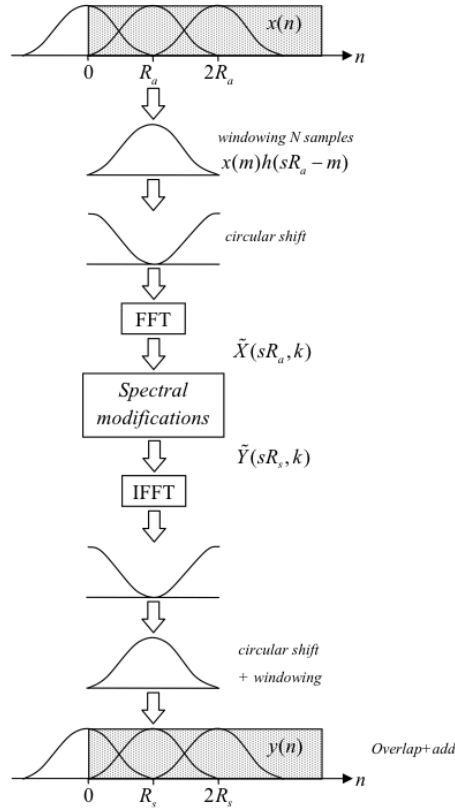 x(n)
n
0 R_a 2R_a
windowing N samples
x(m)h(sR_a − m)
circular shift
FFT
X̃(sR_a, k)
Spectral
modifications
Ỹ(sR_s, k)
IFFT
circular shift
+ windowing
y(n)
Overlap+add
n
0 R_s 2R_s